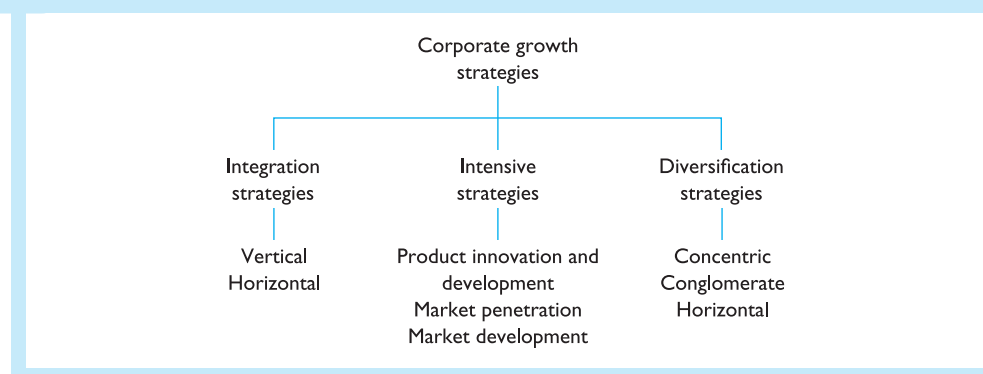 Corporate growth
strategies
Integration
strategies
Intensive
strategies
Diversification
strategies
Vertical
Horizontal
Product innovation and
development
Market penetration
Market development
Concentric
Conglomerate
Horizontal